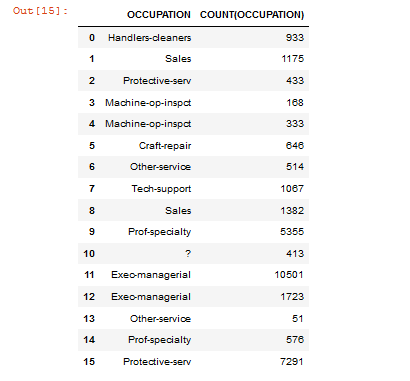 Out[15]:
OCCUPATION COUNT(OCCUPATION)
0 Handlers-cleaners 933
1 Sales 1175
2 Protective-serv 433
3 Machine-op-inspct 168
4 Machine-op-inspct 333
5 Craft-repair 646
6 Other-service 514
7 Tech-support 1067
8 Sales 1382
9 Prof-specialty 5355
10 ? 413
11 Exec-managerial 10501
12 Exec-managerial 1723
13 Other-service 51
14 Prof-specialty 576
15 Protective-serv 7291